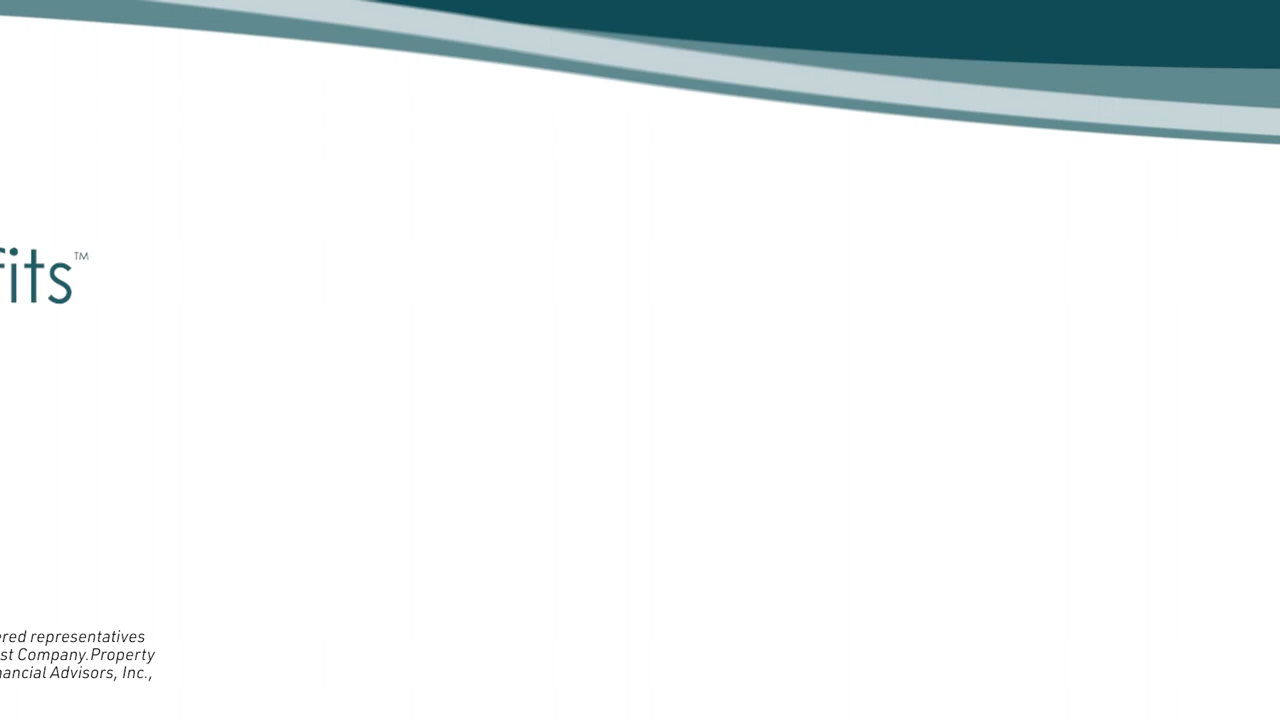 fits™
ered representatives
st Company.Property
nancial Advisors, Inc.,